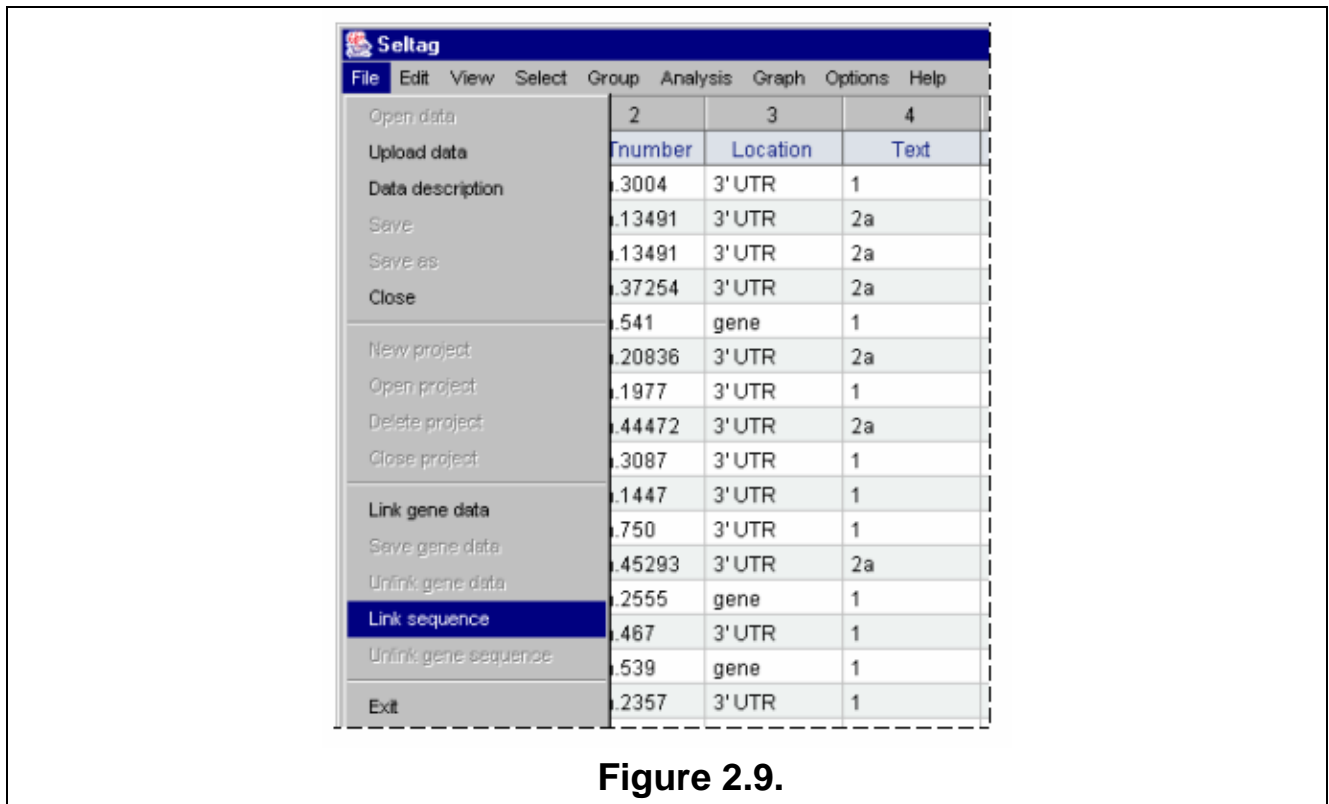 Seltag
File Edit View Select Group Analysis Graph Options Help
Open data
Upload data
Data description
Save
Save as
Close
New project
Open project
Delete project
Close project
Link gene data
Save gene data
Unlink gene data
Link sequence
Unlink gene sequence
Exit
2 3 4
Tnumber Location Text
.3004 3' UTR 1
.13491 3' UTR 2a
.13491 3' UTR 2a
.37254 3' UTR 2a
.541 gene 1
.20836 3' UTR 2a
.1977 3' UTR 1
.44472 3' UTR 2a
.3087 3' UTR 1
.1447 3' UTR 1
.750 3' UTR 1
.45293 3' UTR 2a
.2555 gene 1
.467 3' UTR 1
.539 gene 1
.2357 3' UTR 1
Figure 2.9.